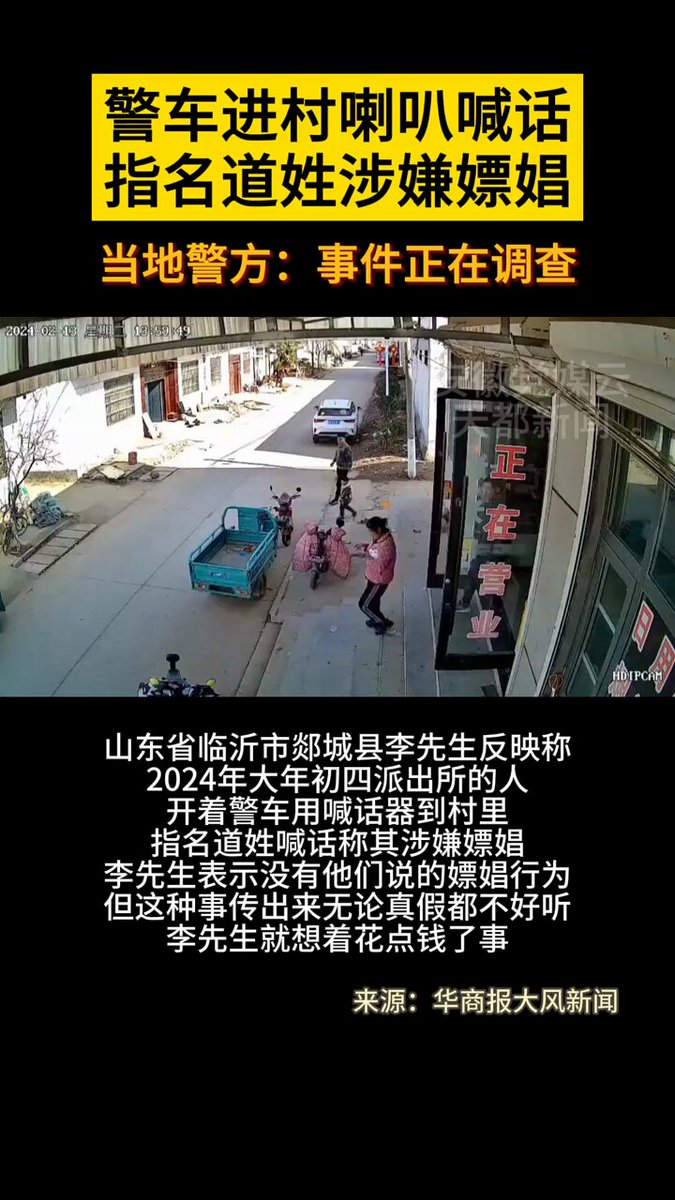 警车进村喇叭喊话
指名道姓涉嫌嫖娼
当地警方：事件正在调查
2024-02-13 星期二 13:53:49
安徽电媒云
天都新闻
正在营业
HDIPCAM
山东省临沂市郯城县李先生反映称
2024年大年初四派出所的人
开着警车用喊话器到村里
指名道姓喊话称其涉嫌嫖娼
李先生表示没有他们说的嫖娼行为
但这种事传出来无论真假都不好听
李先生就想着花点钱了事
来源：华商报大风新闻